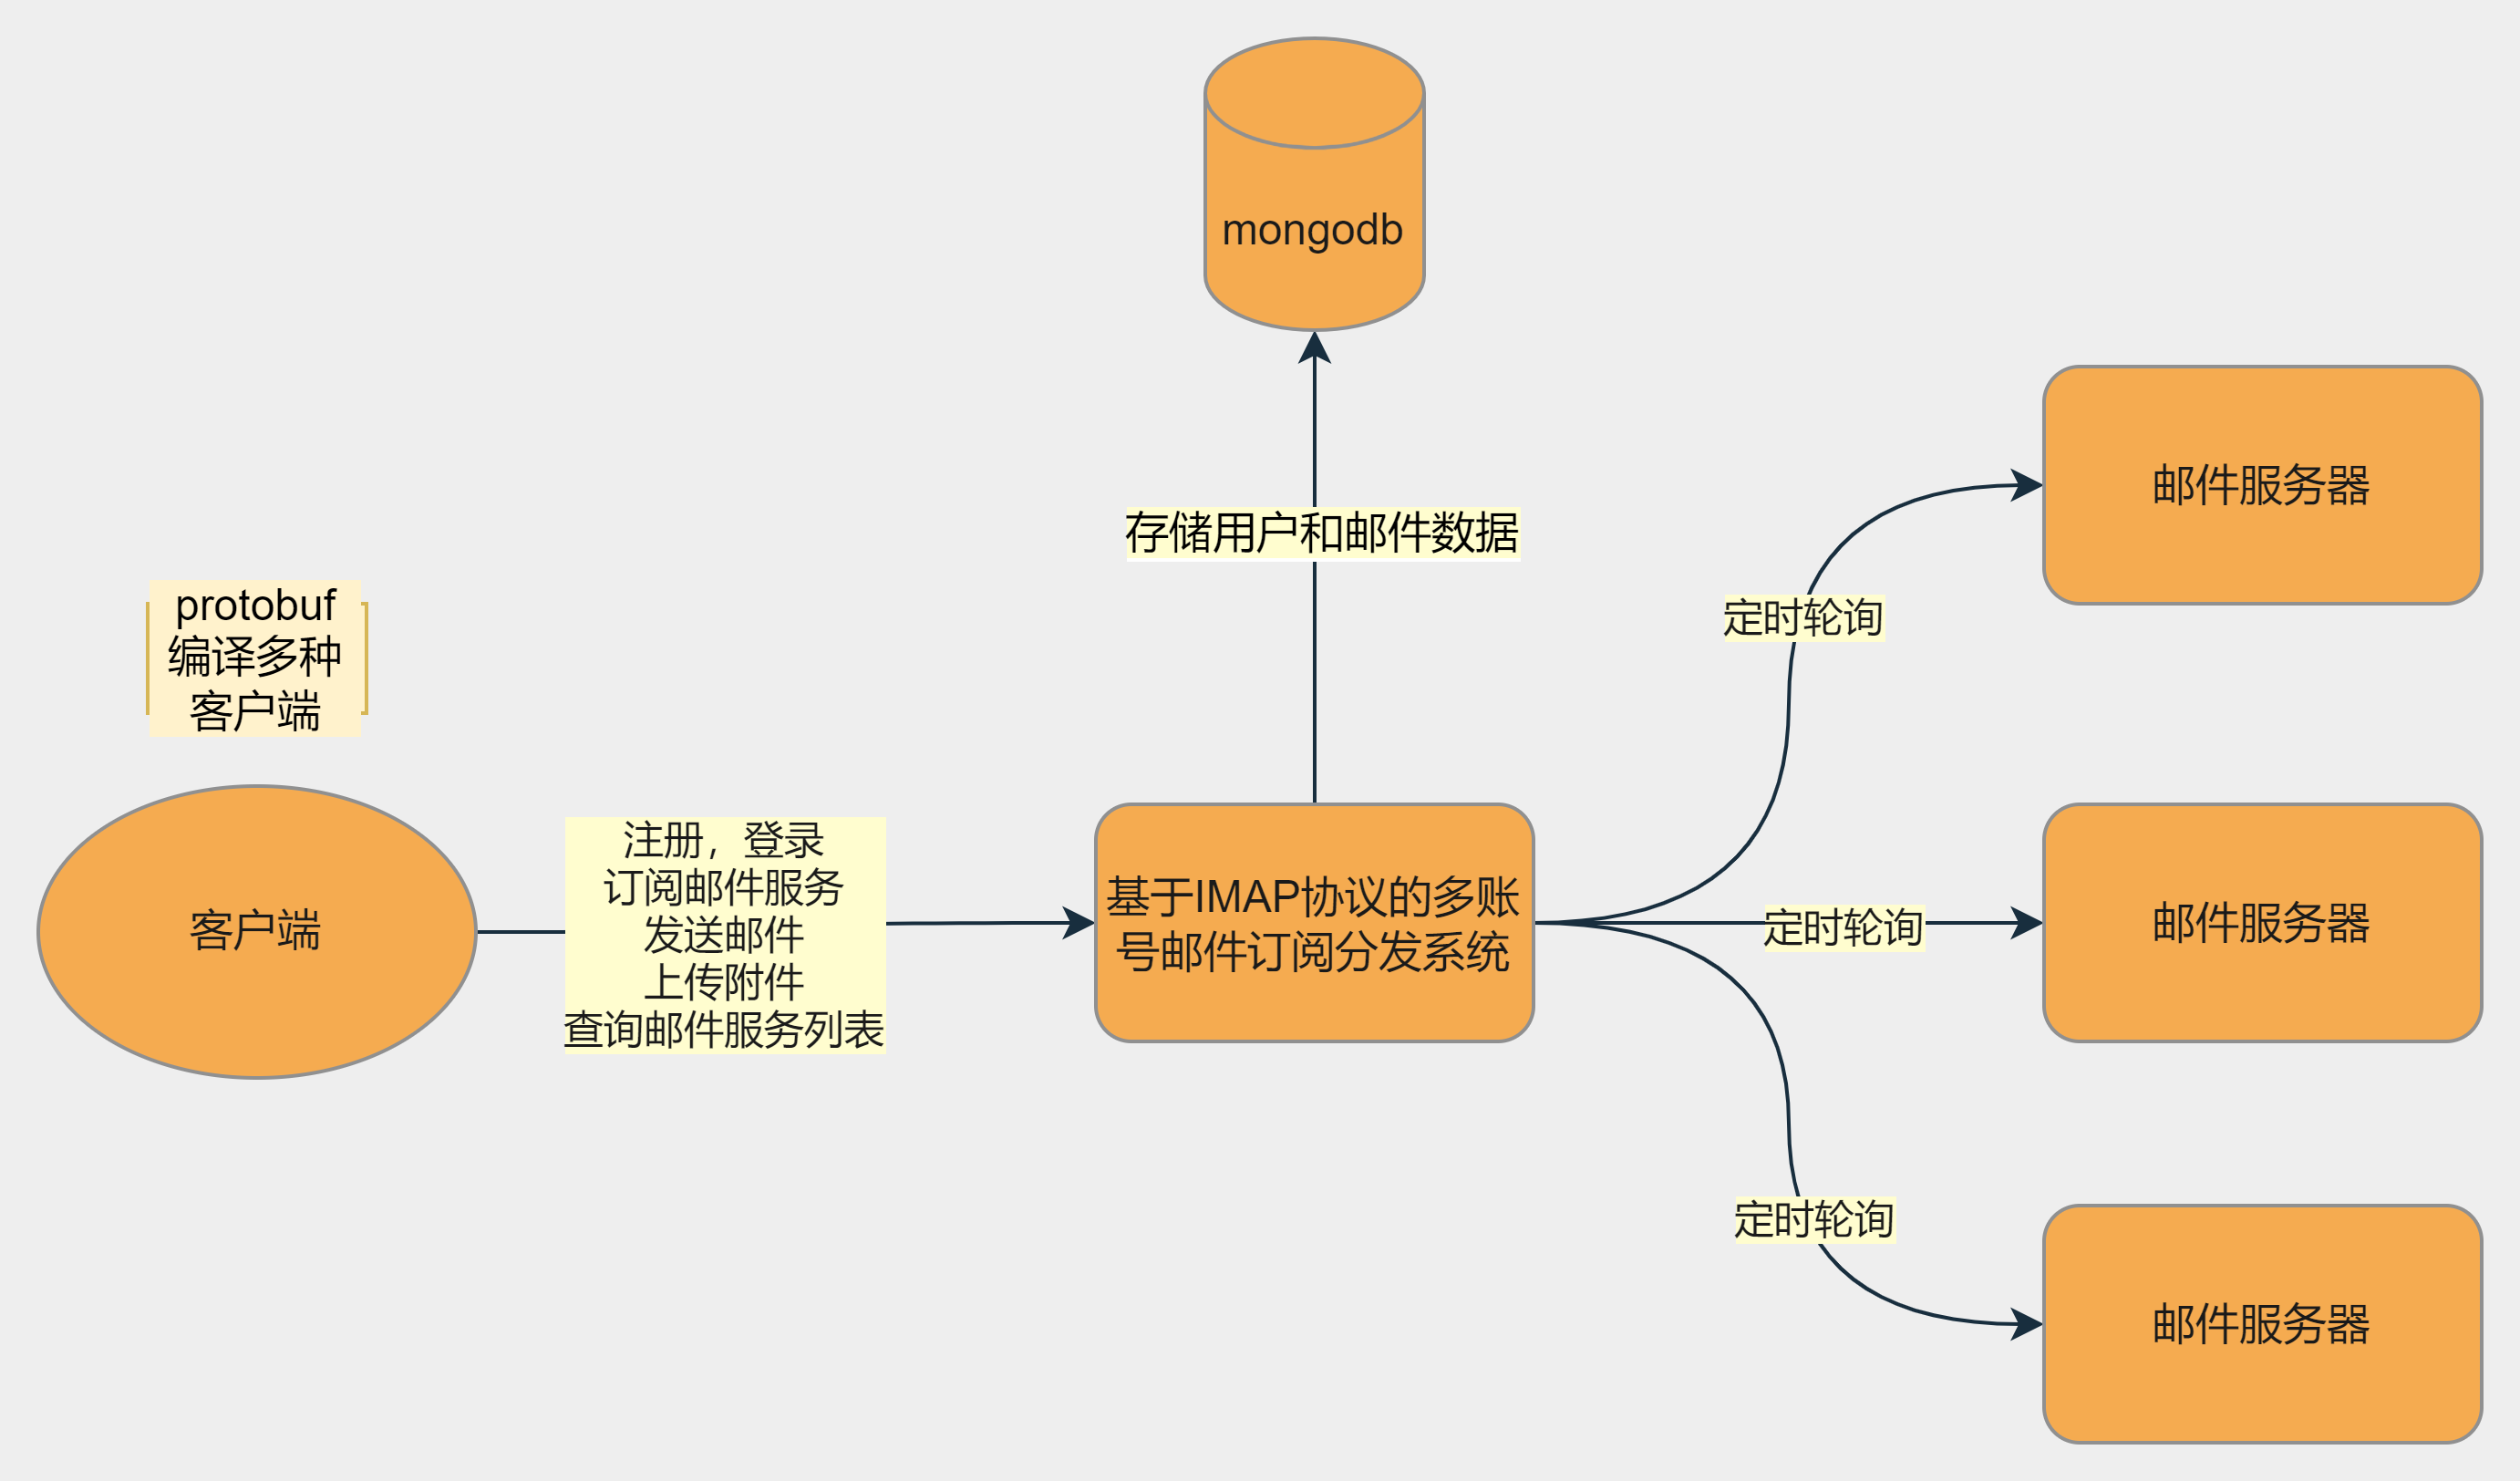 mongodb
存储用户和邮件数据
protobuf
编译多种
客户端
客户端
注册，登录
订阅邮件服务
发送邮件
上传附件
查询邮件服务列表
基于IMAP协议的多账
号邮件订阅分发系统
定时轮询
定时轮询
定时轮询
邮件服务器
邮件服务器
邮件服务器